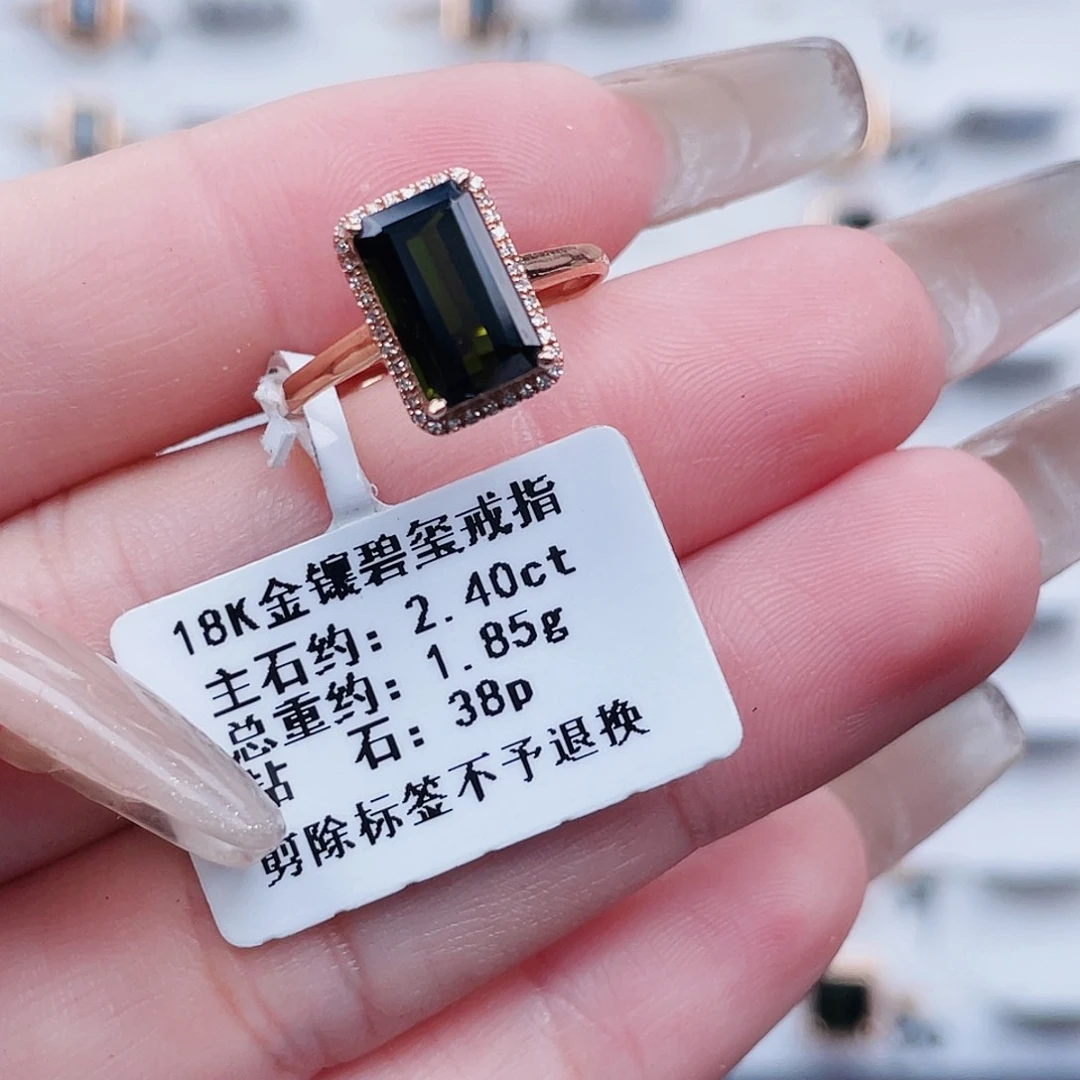 18K金镶碧玺戒指
主石约: 2.40ct
总重约: 1.85g
钻 石: 38p
剪除标签不予退换